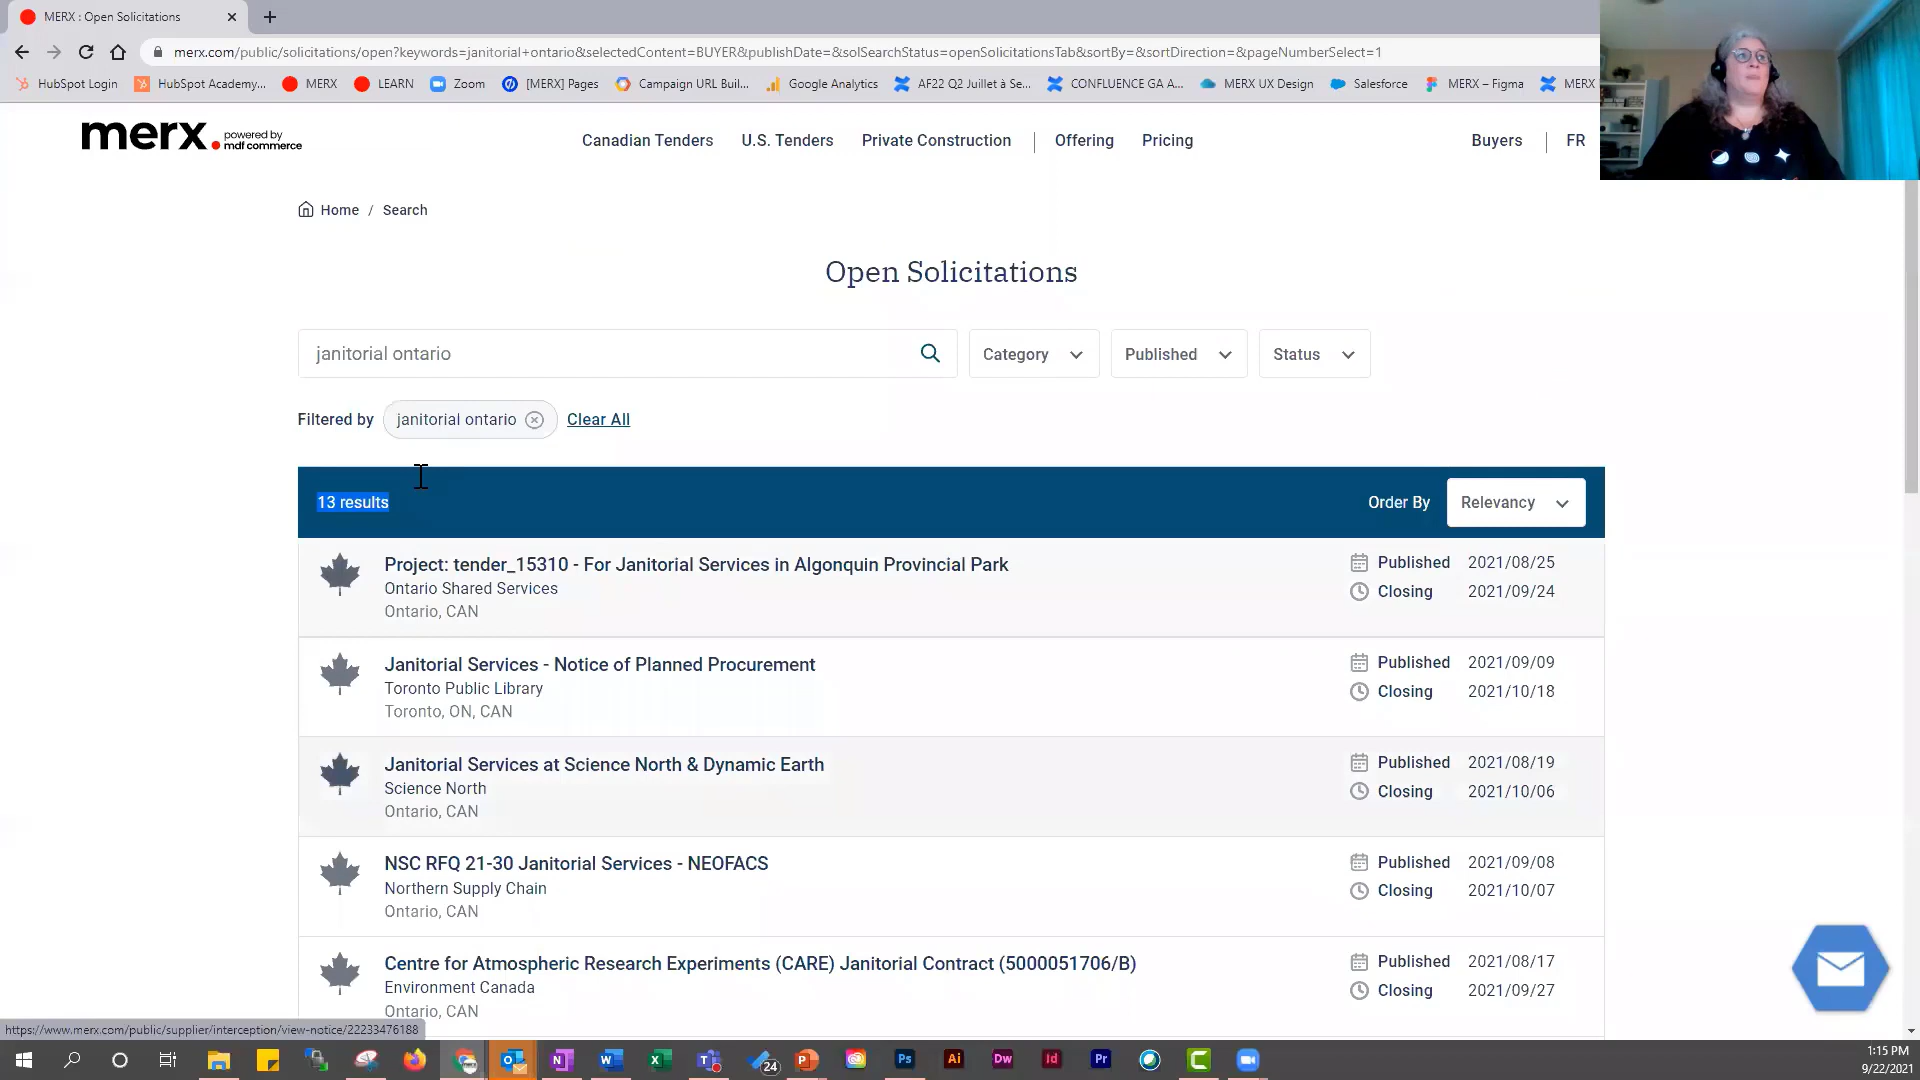 MERX : Open Solicitations
merx.com/public/solicitations/open?keywords=janitorial+ontario&selectedContent=BUYER&publishDate=&solSearchStatus=openSolicitationsTab&sortBy=&sortDirection=&pageNumberSelect=1
HubSpot Login
HubSpot Academy...
MERX
LEARN
Zoom
[MERX] Pages
Campaign URL Buil...
Google Analytics
AF22 Q2 Juillet à Se...
CONFLUENCE GA A...
MERX UX Design
Salesforce
MERX – Figma
MERX
merx. powered by
mdf commerce
Canadian Tenders
U.S. Tenders
Private Construction
Offering
Pricing
Buyers
FR
Home / Search
Open Solicitations
janitorial ontario
Category
Published
Status
Filtered by janitorial ontario Clear All
13 results
Order By Relevancy
Project: tender_15310 - For Janitorial Services in Algonquin Provincial Park
Ontario Shared Services
Ontario, CAN
Published 2021/08/25
Closing 2021/09/24
Janitorial Services - Notice of Planned Procurement
Toronto Public Library
Toronto, ON, CAN
Published 2021/09/09
Closing 2021/10/18
Janitorial Services at Science North & Dynamic Earth
Science North
Ontario, CAN
Published 2021/08/19
Closing 2021/10/06
NSC RFQ 21-30 Janitorial Services - NEOFACS
Northern Supply Chain
Ontario, CAN
Published 2021/09/08
Closing 2021/10/07
Centre for Atmospheric Research Experiments (CARE) Janitorial Contract (5000051706/B)
Environment Canada
Ontario, CAN
Published 2021/08/17
Closing 2021/09/27
https://www.merx.com/public/supplier/interception/view-notice/22233476188
24
Ps
Ai
Dw
Id
Pr
1:15 PM
9/22/2021